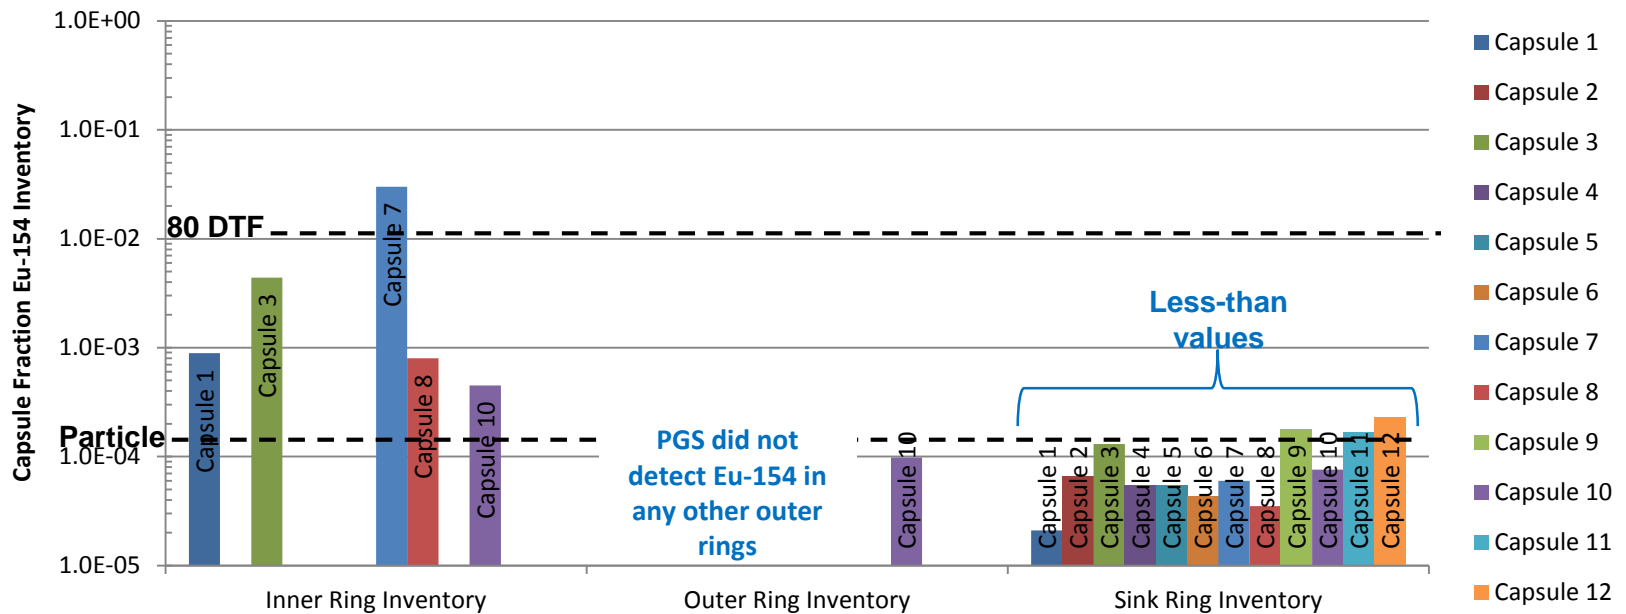 Capsule Fraction Eu-154 Inventory
1.0E+00
1.0E-01
1.0E-02
1.0E-03
1.0E-04
1.0E-05
80 DTF
Particle
Capsule 1
Capsule 3
Capsule 7
Capsule 8
Capsule 10
PGS did not
detect Eu-154 in
any other outer
rings
Capsule 10
Less-than
values
Capsule 1
Capsule 2
Capsule 3
Capsule 4
Capsule 5
Capsule 6
Capsule 7
Capsule 8
Capsule 9
Capsule 10
Capsule 11
Capsule 12
Inner Ring Inventory
Outer Ring Inventory
Sink Ring Inventory
Capsule 1
Capsule 2
Capsule 3
Capsule 4
Capsule 5
Capsule 6
Capsule 7
Capsule 8
Capsule 9
Capsule 10
Capsule 11
Capsule 12